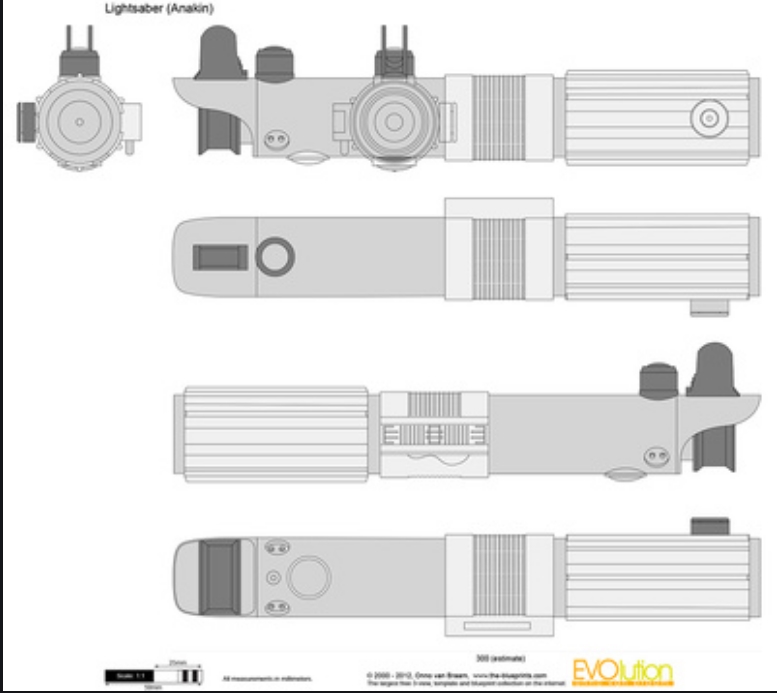 Lightsaber (Anakin)
300 (estimate)
25mm
Scale 1:1
50mm
All measurements in millimeters.
© 2000 - 2012, Onno van Braam, www.the-blueprints.com
The largest free 3-view, template and blueprint collection on the internet
EVOlution